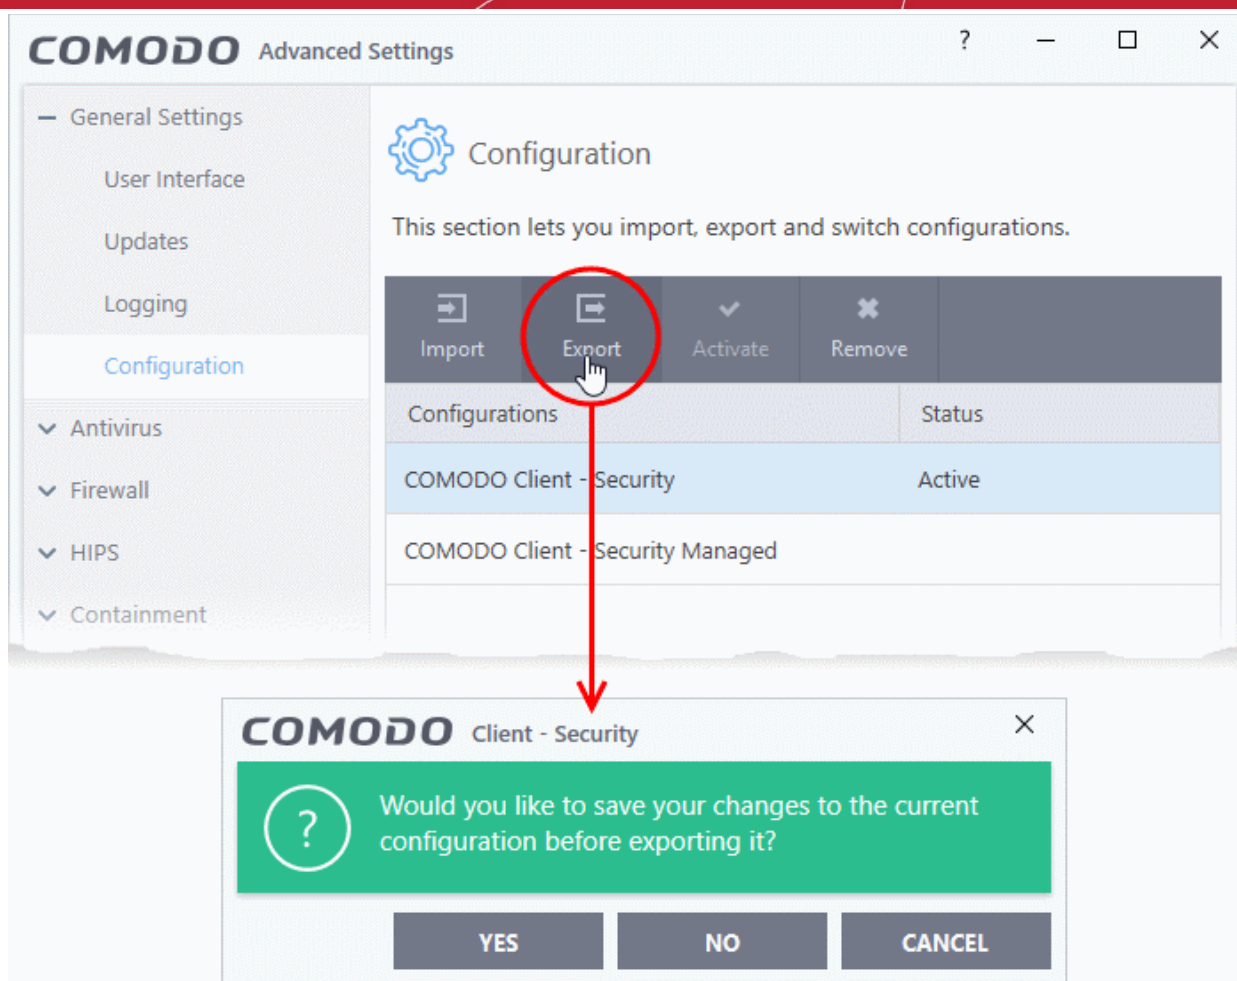 COMODO Advanced Settings ?
General Settings
User Interface
Updates
Logging
Configuration
Antivirus
Firewall
HIPS
Containment
Configuration
This section lets you import, export and switch configurations.
Import Export Activate Remove
Configurations Status
COMODO Client - Security Active
COMODO Client - Security Managed
COMODO Client - Security
?
Would you like to save your changes to the current
configuration before exporting it?
YES NO CANCEL